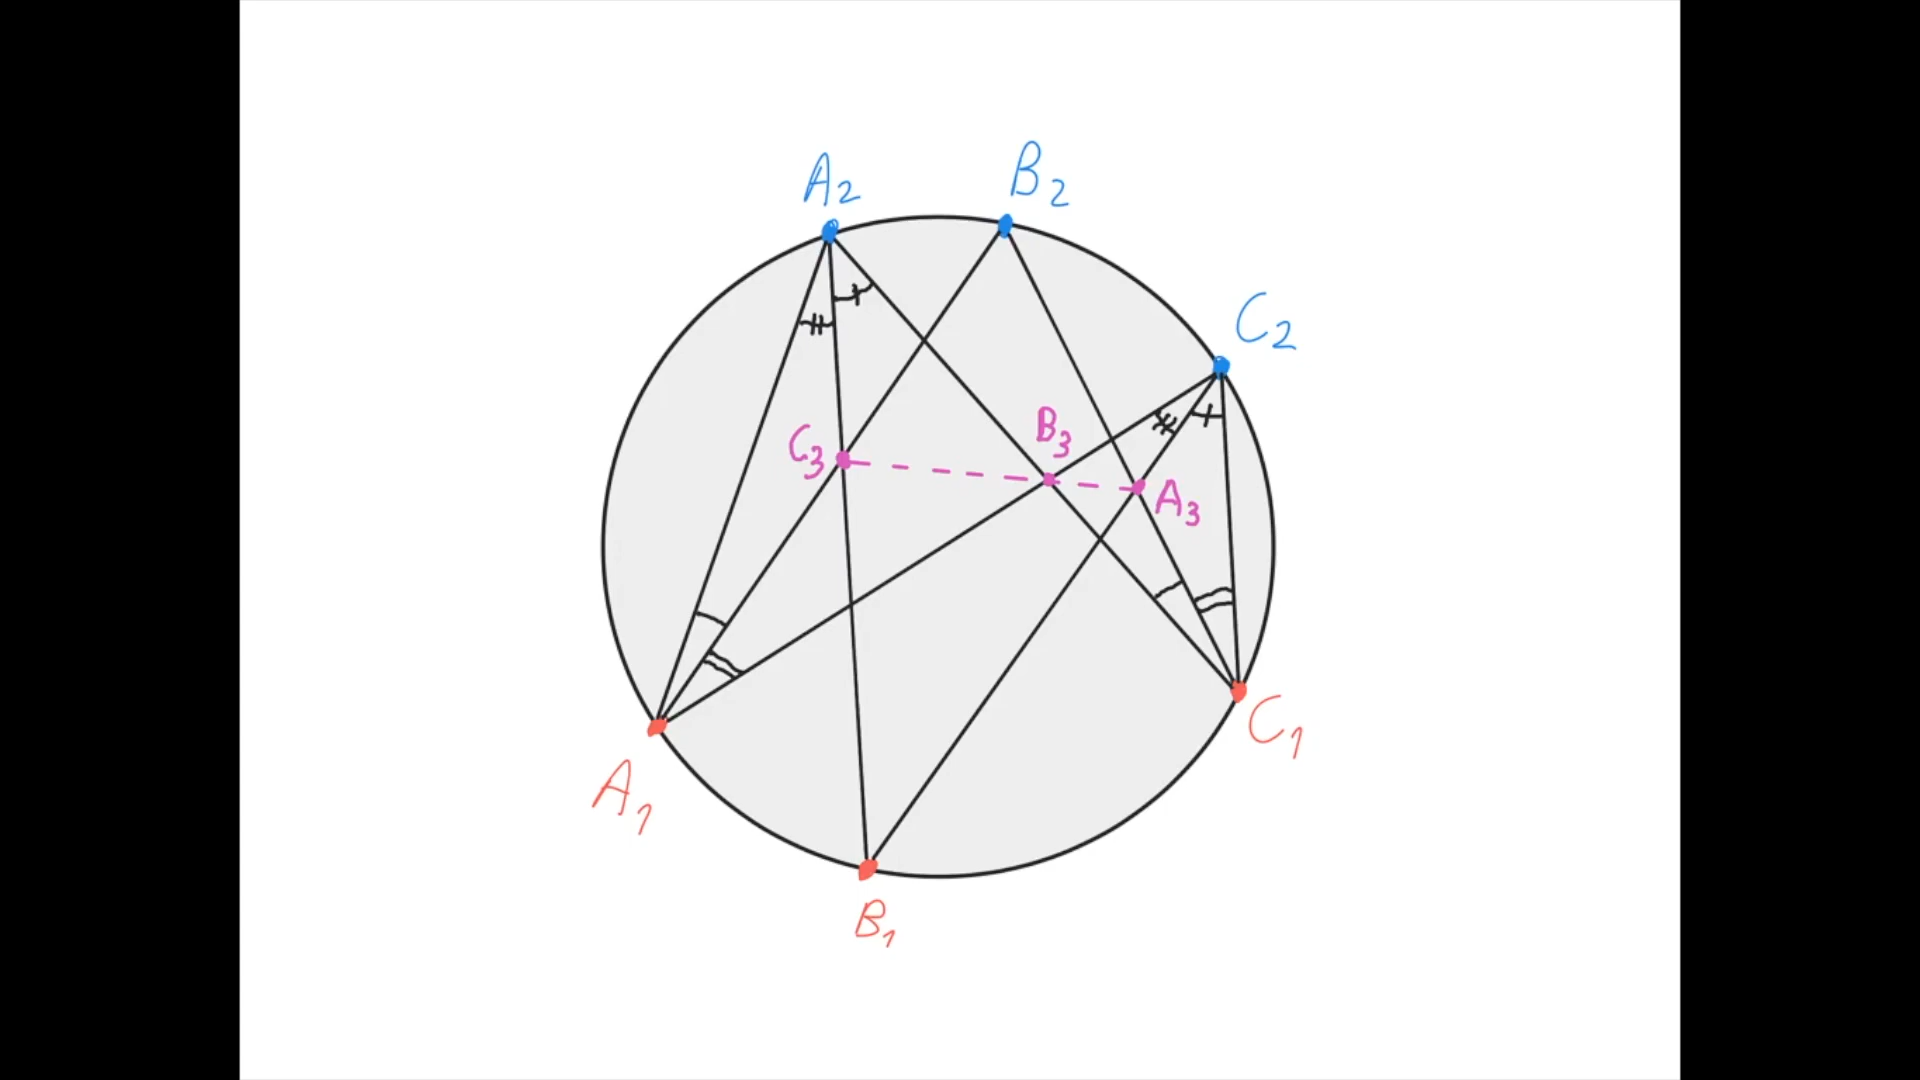 A₂
B₂
C₂
B₃
C₃
A₃
C₁
A₁
B₁